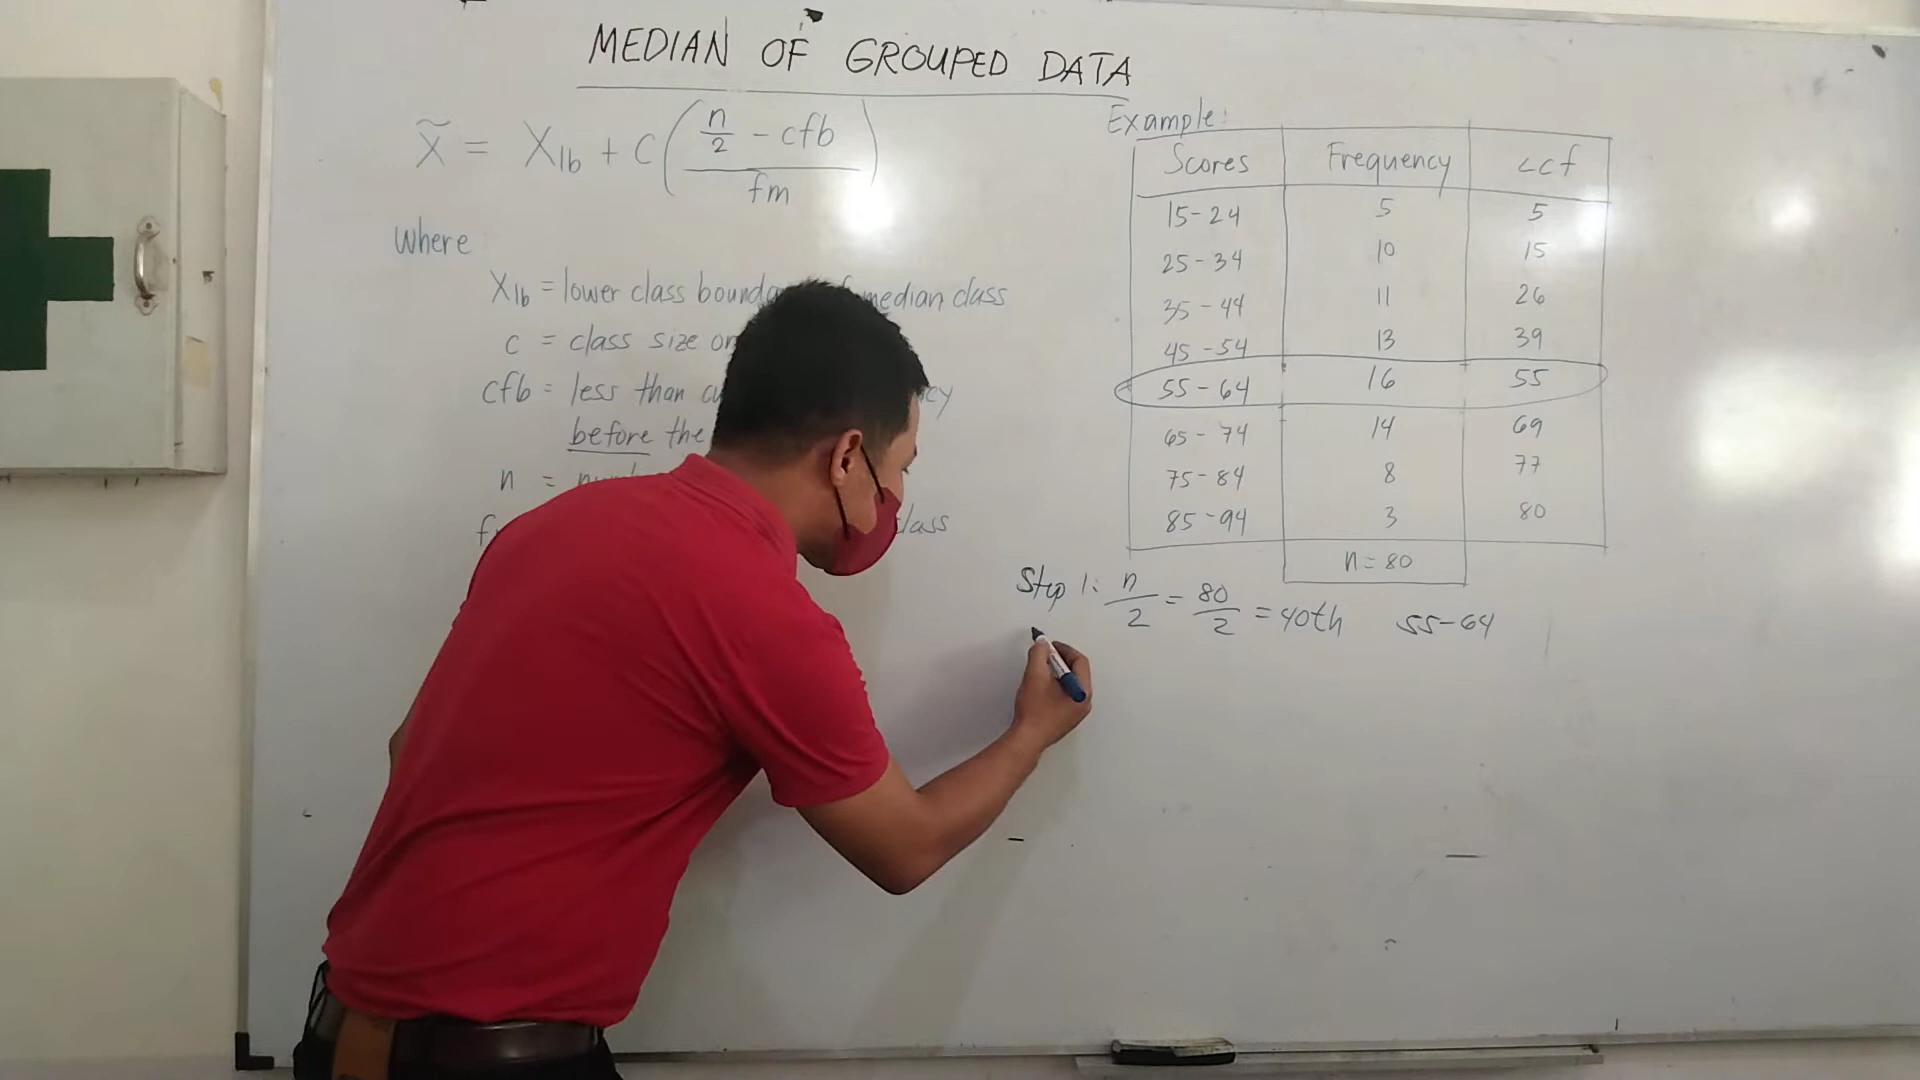 MEDIAN OF GROUPED DATA
x̃ = Xlb + C(n/2 - cfb / fm)
Where
Xlb = lower class median class
c = class size
cfb = less than
before the
n =
Example:
Scores Frequency <cf
15-24 5 5
25-34 10 15
35-44 11 26
45-54 13 39
55-64 16 55
65-74 14 69
75-84 8 77
85-94 3 80
n=80
Step 1: n/2 = 80/2 = 40th 55-64